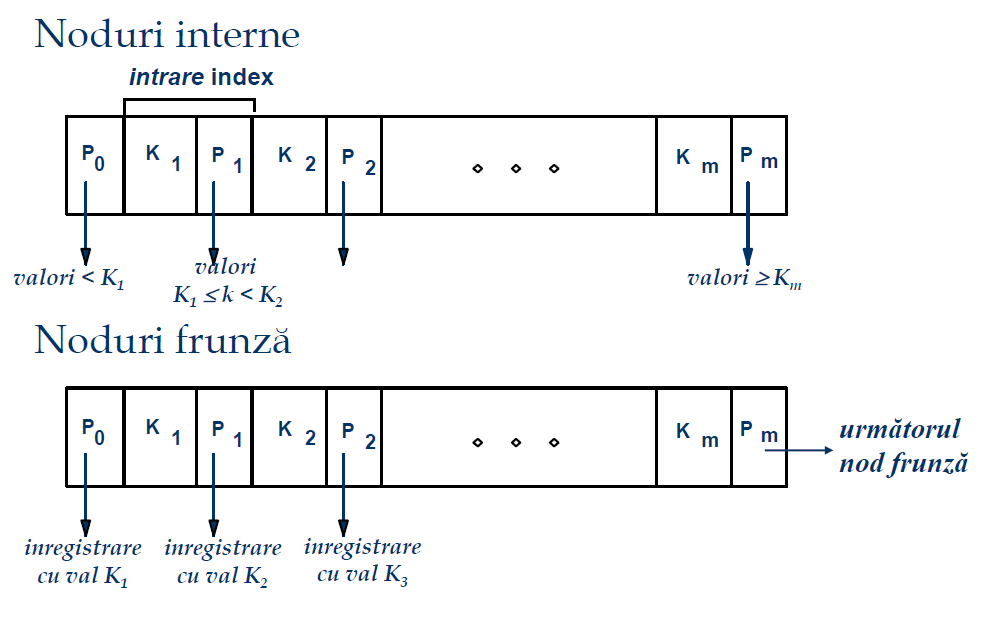 Noduri interne
intrare index
P0 K1 P1 K2 P2 Km Pm
valori < K1
valori
K1 ≤ k < K2
valori ≥ Km
Noduri frunză
P0 K1 P1 K2 P2 Km Pm
următorul
nod frunză
inregistrare
cu val K1
inregistrare
cu val K2
inregistrare
cu val K3